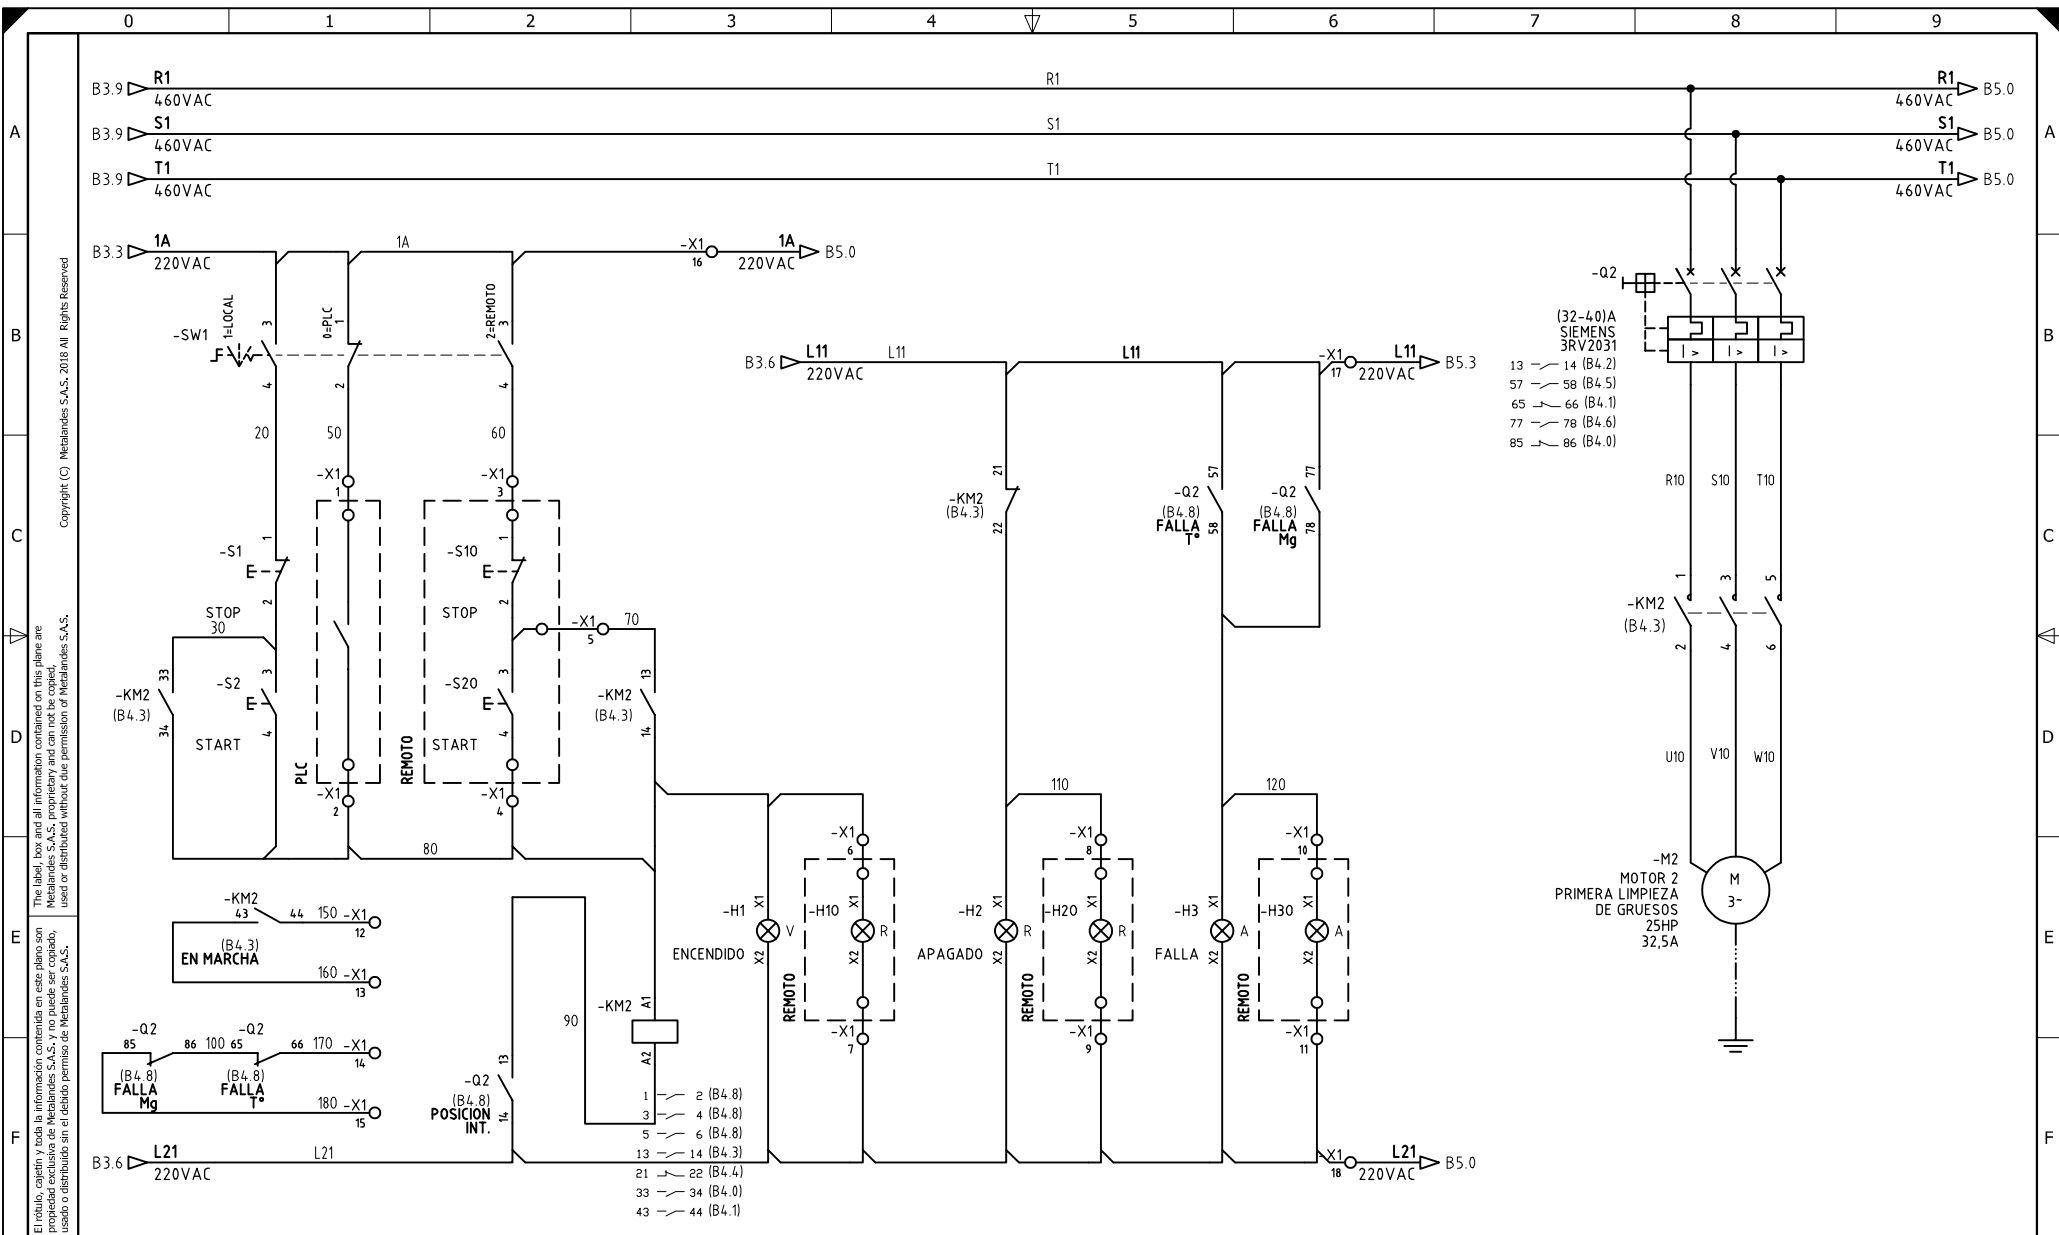 0 1 2 3 4 5 6 7 8 9
A A
B B
C C
D D
E E
F F
B3.9 R1 R1 R1 B5.0
460VAC 460VAC
B3.9 S1 S1 S1 B5.0
460VAC 460VAC
B3.9 T1 T1 T1 B5.0
460VAC 460VAC
B3.3 1A 1A -X1 1A B5.0
220VAC 16 220VAC
-SW1 1=LOCAL 3 4
0=PLC 1 2
2=REMOTO 3 4
20 50 60
-X1 1
-X1 3
-S1 1 2
STOP
30
-S10 1 2
STOP
-X1 5 70
-KM2 33
(B4.3) 34
-S2 3 4
START
PLC
REMOTO
-S20 3 4
START
-KM2 13
(B4.3) 14
-X1 2
-X1 4
80
-KM2
43 44 150 -X1
12
(B4.3)
EN MARCHA
160 -X1
13
-Q2 -Q2
85 86 100 65 66 170 -X1
14
(B4.8) (B4.8)
FALLA FALLA
Mg T°
180 -X1
15
B3.6 L21 L21
220VAC
-Q2 13
(B4.8)
POSICION
INT. 14
90
-KM2 A1
A2
1 2 (B4.8)
3 4 (B4.8)
5 6 (B4.8)
13 14 (B4.3)
21 22 (B4.4)
33 34 (B4.0)
43 44 (B4.1)
B3.6 L11 L11 L11 -X1 L11 B5.3
220VAC 17 220VAC
-KM2 21
(B4.3) 22
-Q2 57
(B4.8)
FALLA 58
T°
-Q2 77
(B4.8)
FALLA 78
Mg
110 120
-X1 6
-X1 8
-X1 10
-H1 X1 V
ENCENDIDO X2
-H10 X1 R
X2
REMOTO
-X1 7
-H2 X1 R
APAGADO X2
-H20 X1 R
X2
REMOTO
-X1 9
-H3 X1 A
FALLA X2
-H30 X1 A
X2
REMOTO
-X1 11
-X1 L21 B5.0
18 220VAC
-Q2
(32-40)A
SIEMENS
3RV2031
I > I > I >
13 14 (B4.2)
57 58 (B4.5)
65 66 (B4.1)
77 78 (B4.6)
85 86 (B4.0)
R10 S10 T10
-KM2 1 3 5
(B4.3)
2 4 6
U10 V10 W10
-M2
MOTOR 2
PRIMERA LIMPIEZA
DE GRUESOS
25HP
32,5A
M
3~
Copyright (C) Metalandes S.A.S. 2018 All Rights Reserved
The label, box and all information contained on this plane are
Metalandes S.A.S. proprietary and can not be copied,
used or distributed without due permission of Metalandes S.A.S.
El rótulo, cajetín y toda la información contenida en este plano son
propiedad exclusiva de Metalandes S.A.S. y no puede ser copiado,
usado o distribuido sin el debido permiso de Metalandes S.A.S.